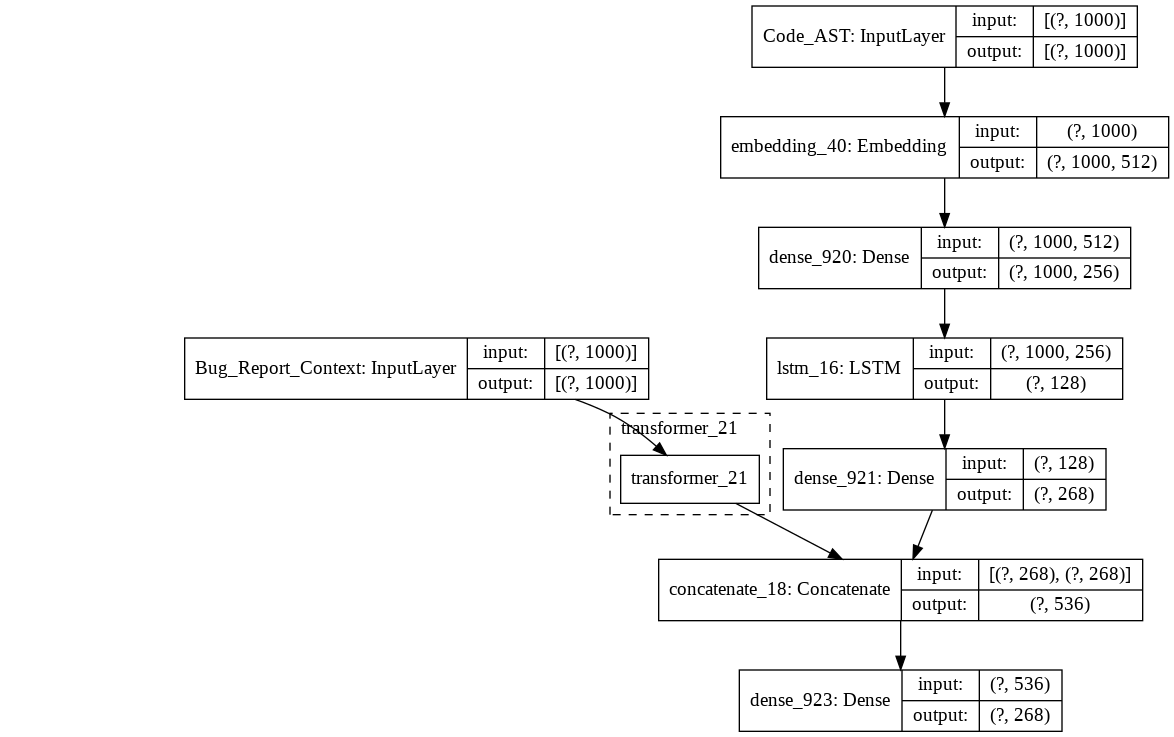 Code_AST: InputLayer
input: [(?, 1000)]
output: [(?, 1000)]
embedding_40: Embedding
input: (?, 1000)
output: (?, 1000, 512)
dense_920: Dense
input: (?, 1000, 512)
output: (?, 1000, 256)
Bug_Report_Context: InputLayer
input: [(?, 1000)]
output: [(?, 1000)]
lstm_16: LSTM
input: (?, 1000, 256)
output: (?, 128)
transformer_21
transformer_21
dense_921: Dense
input: (?, 128)
output: (?, 268)
concatenate_18: Concatenate
input: [(?, 268), (?, 268)]
output: (?, 536)
dense_923: Dense
input: (?, 536)
output: (?, 268)